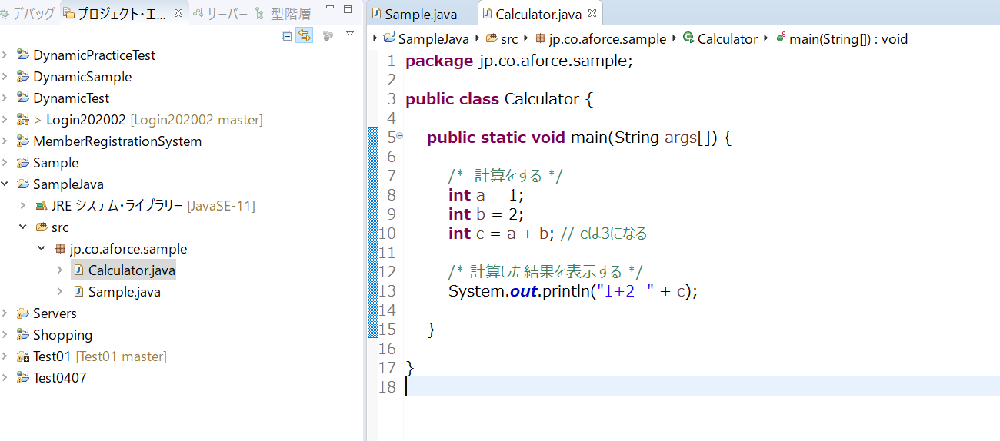 デバッグ プロジェクト・エ... サーバー 型階層
DynamicPracticeTest
DynamicSample
DynamicTest
> Login202002 [Login202002 master]
MemberRegistrationSystem
Sample
SampleJava
JRE システム・ライブラリー [JavaSE-11]
src
jp.co.aforce.sample
Calculator.java
Sample.java
Servers
Shopping
Test01 [Test01 master]
Test0407
Sample.java Calculator.java
SampleJava src jp.co.aforce.sample Calculator main(String[]) : void
1 package jp.co.aforce.sample;
2
3 public class Calculator {
4
5 public static void main(String args[]) {
6
7 /* 計算をする */
8 int a = 1;
9 int b = 2;
10 int c = a + b; // cは3になる
11
12 /* 計算した結果を表示する */
13 System.out.println("1+2=" + c);
14
15 }
16
17 }
18